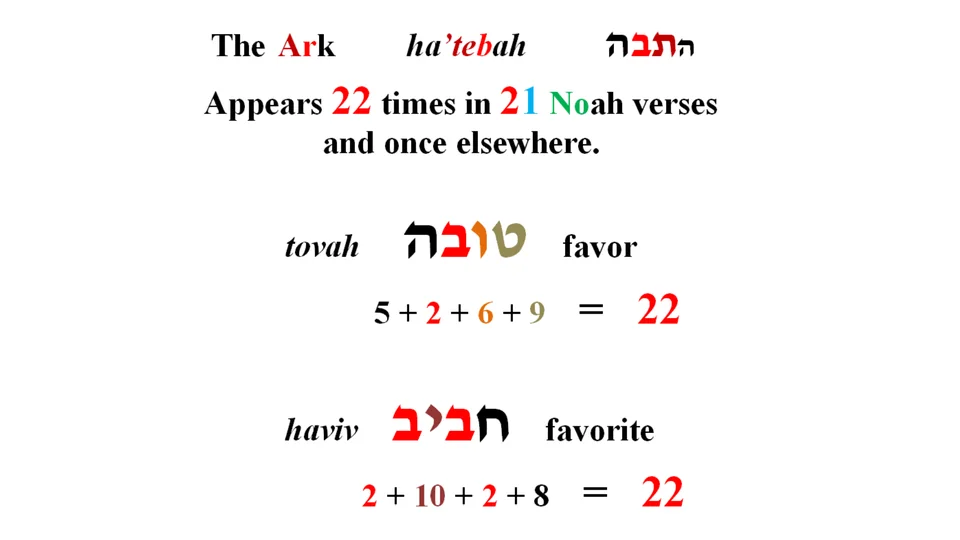 The Ark ha'tebah התבה
Appears 22 times in 21 Noah verses
and once elsewhere.
tovah טובה favor
5 + 2 + 6 + 9 = 22
haviv חביב favorite
2 + 10 + 2 + 8 = 22